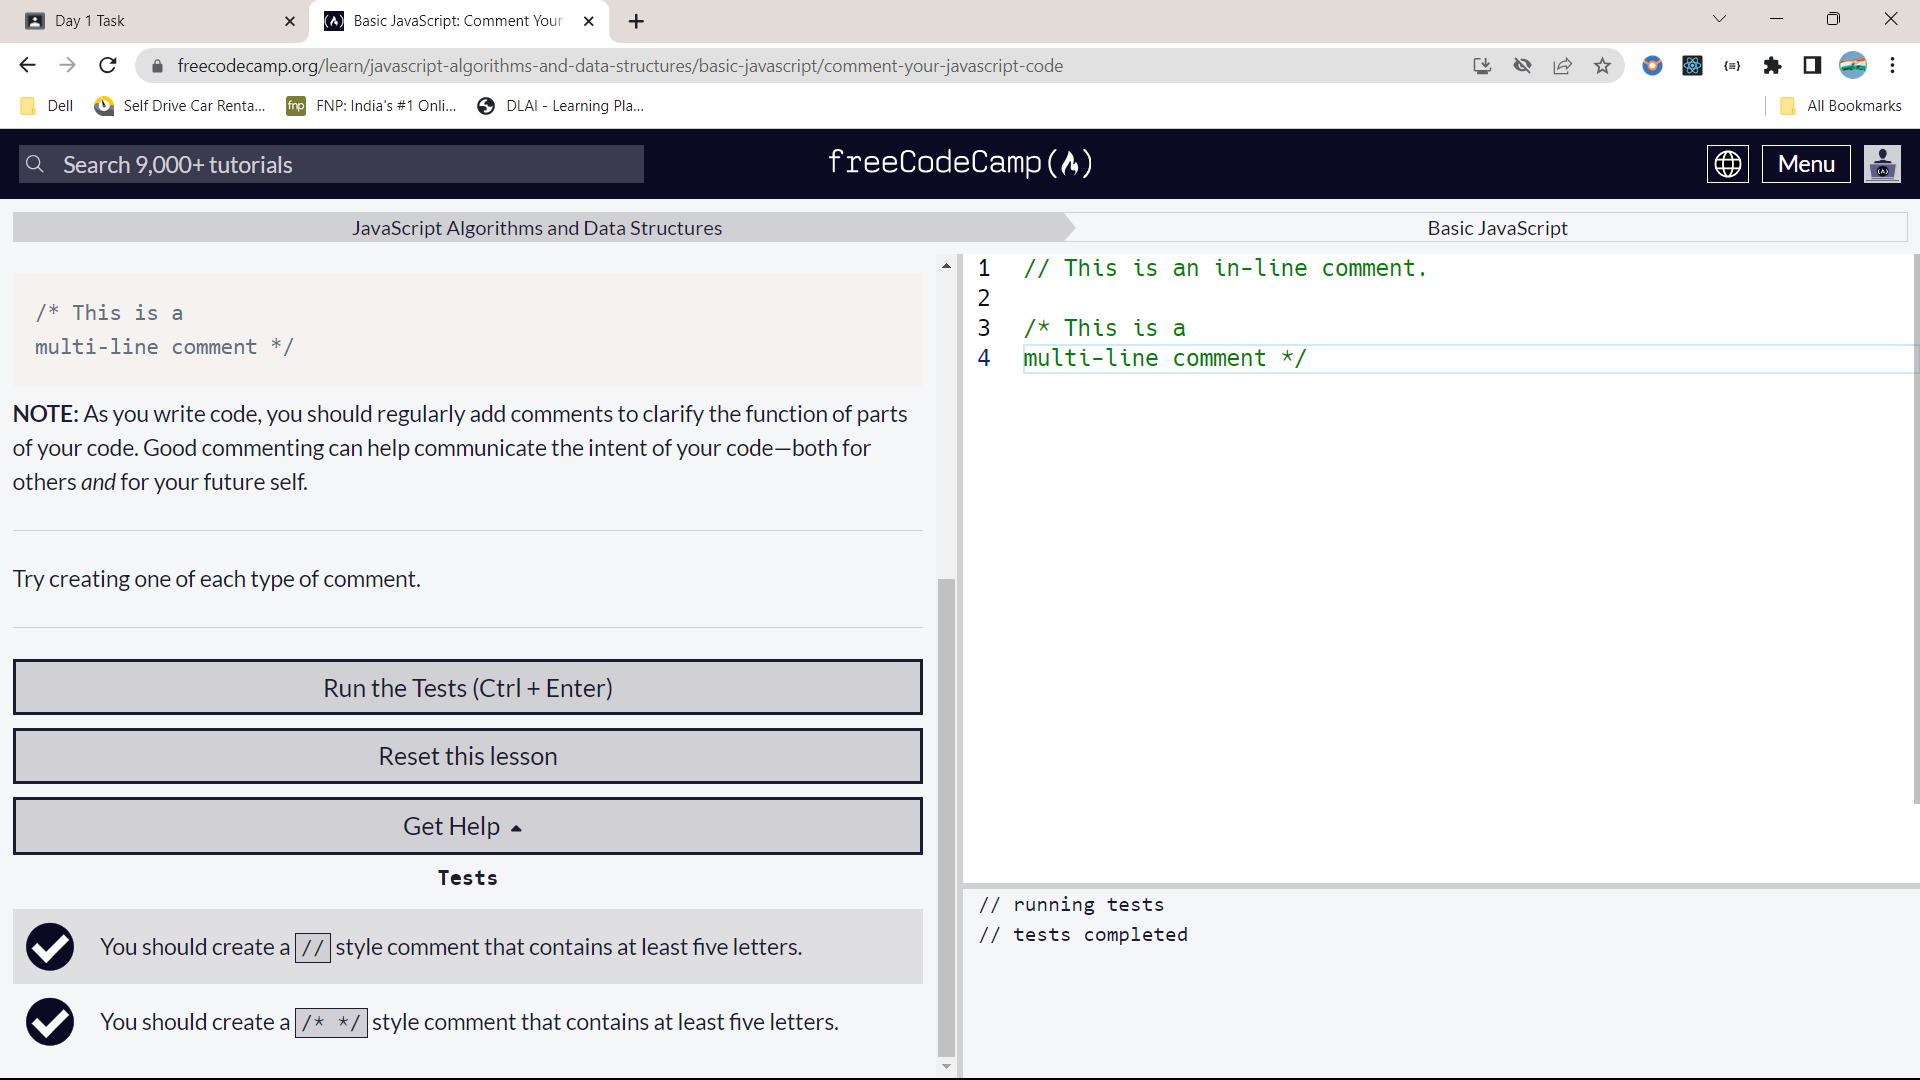 Day 1 Task
Basic JavaScript: Comment Your
freecodecamp.org/learn/javascript-algorithms-and-data-structures/basic-javascript/comment-your-javascript-code
Dell
Self Drive Car Renta...
fnp
FNP: India's #1 Onli...
DLAI - Learning Pla...
All Bookmarks
Search 9,000+ tutorials
freeCodeCamp(🔥)
Menu
JavaScript Algorithms and Data Structures
Basic JavaScript
/* This is a
multi-line comment */
NOTE: As you write code, you should regularly add comments to clarify the function of parts
of your code. Good commenting can help communicate the intent of your code—both for
others and for your future self.
Try creating one of each type of comment.
Run the Tests (Ctrl + Enter)
Reset this lesson
Get Help
Tests
You should create a // style comment that contains at least five letters.
You should create a /* */ style comment that contains at least five letters.
1 // This is an in-line comment.
2
3 /* This is a
4 multi-line comment */
// running tests
// tests completed